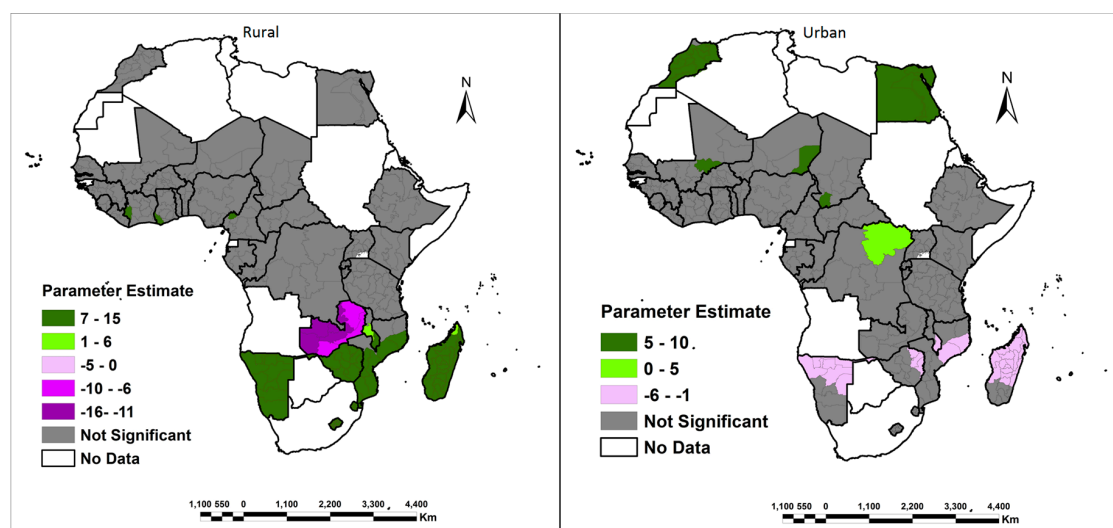 Rural
N
Parameter Estimate
7 - 15
1 - 6
-5 - 0
-10 - -6
-16- -11
Not Significant
No Data
1,100 550 0 1,100 2,200 3,300 4,400
Km
Urban
N
Parameter Estimate
5 - 10
0 - 5
-6 - -1
Not Significant
No Data
1,100 550 0 1,100 2,200 3,300 4,400
Km